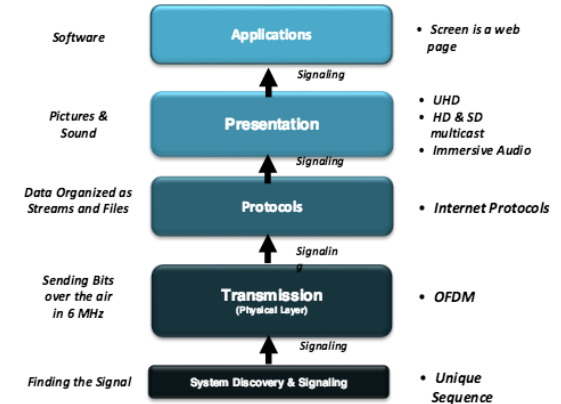 Software
Applications
• Screen is a web
page
Signaling
Pictures &
Sound
Presentation
• UHD
• HD & SD
multicast
• Immersive Audio
Signaling
Data Organized as
Streams and Files
Protocols
• Internet Protocols
Signalin
g
Sending Bits
over the air
in 6 MHz
Transmission
(Physical Layer)
• OFDM
Signaling
Finding the Signal
System Discovery & Signaling
• Unique
Sequence